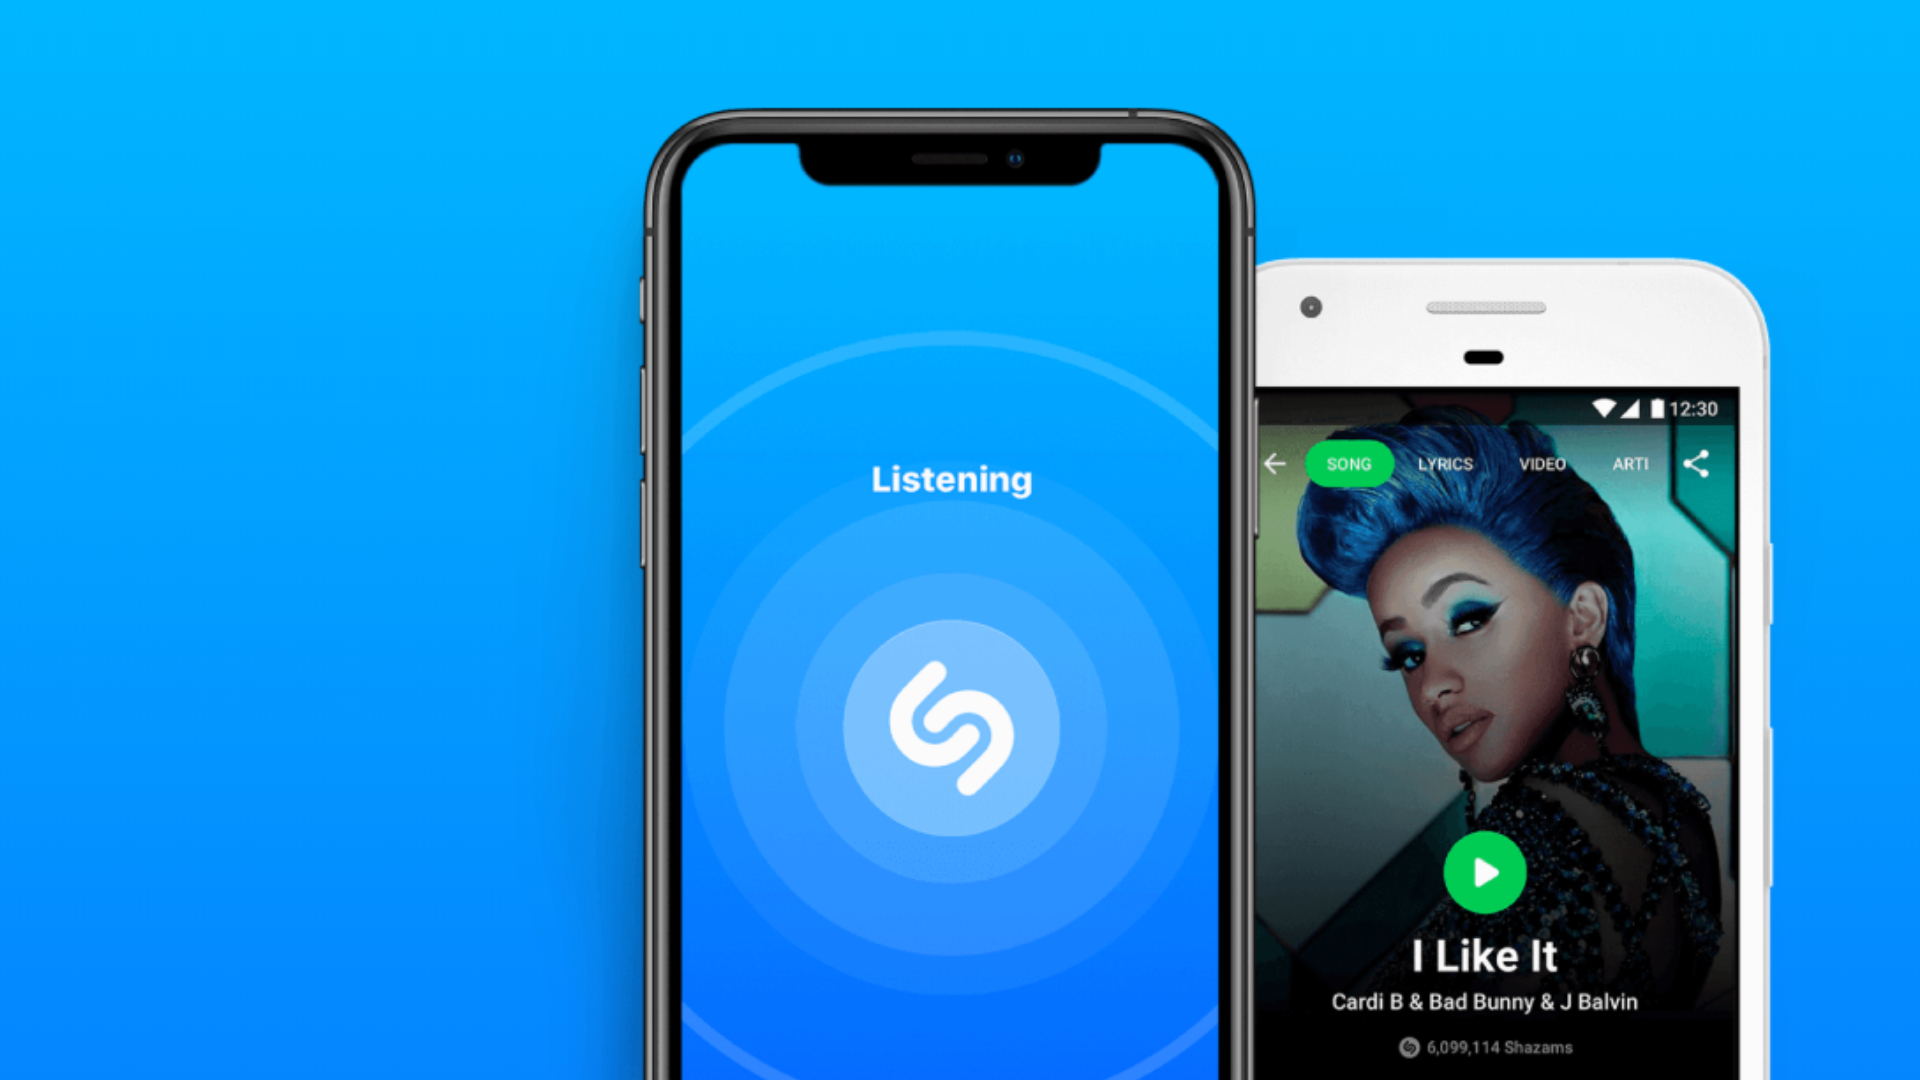 Listening
12:30
SONG LYRICS VIDEO ARTI
I Like It
Cardi B & Bad Bunny & J Balvin
6,099,114 Shazams